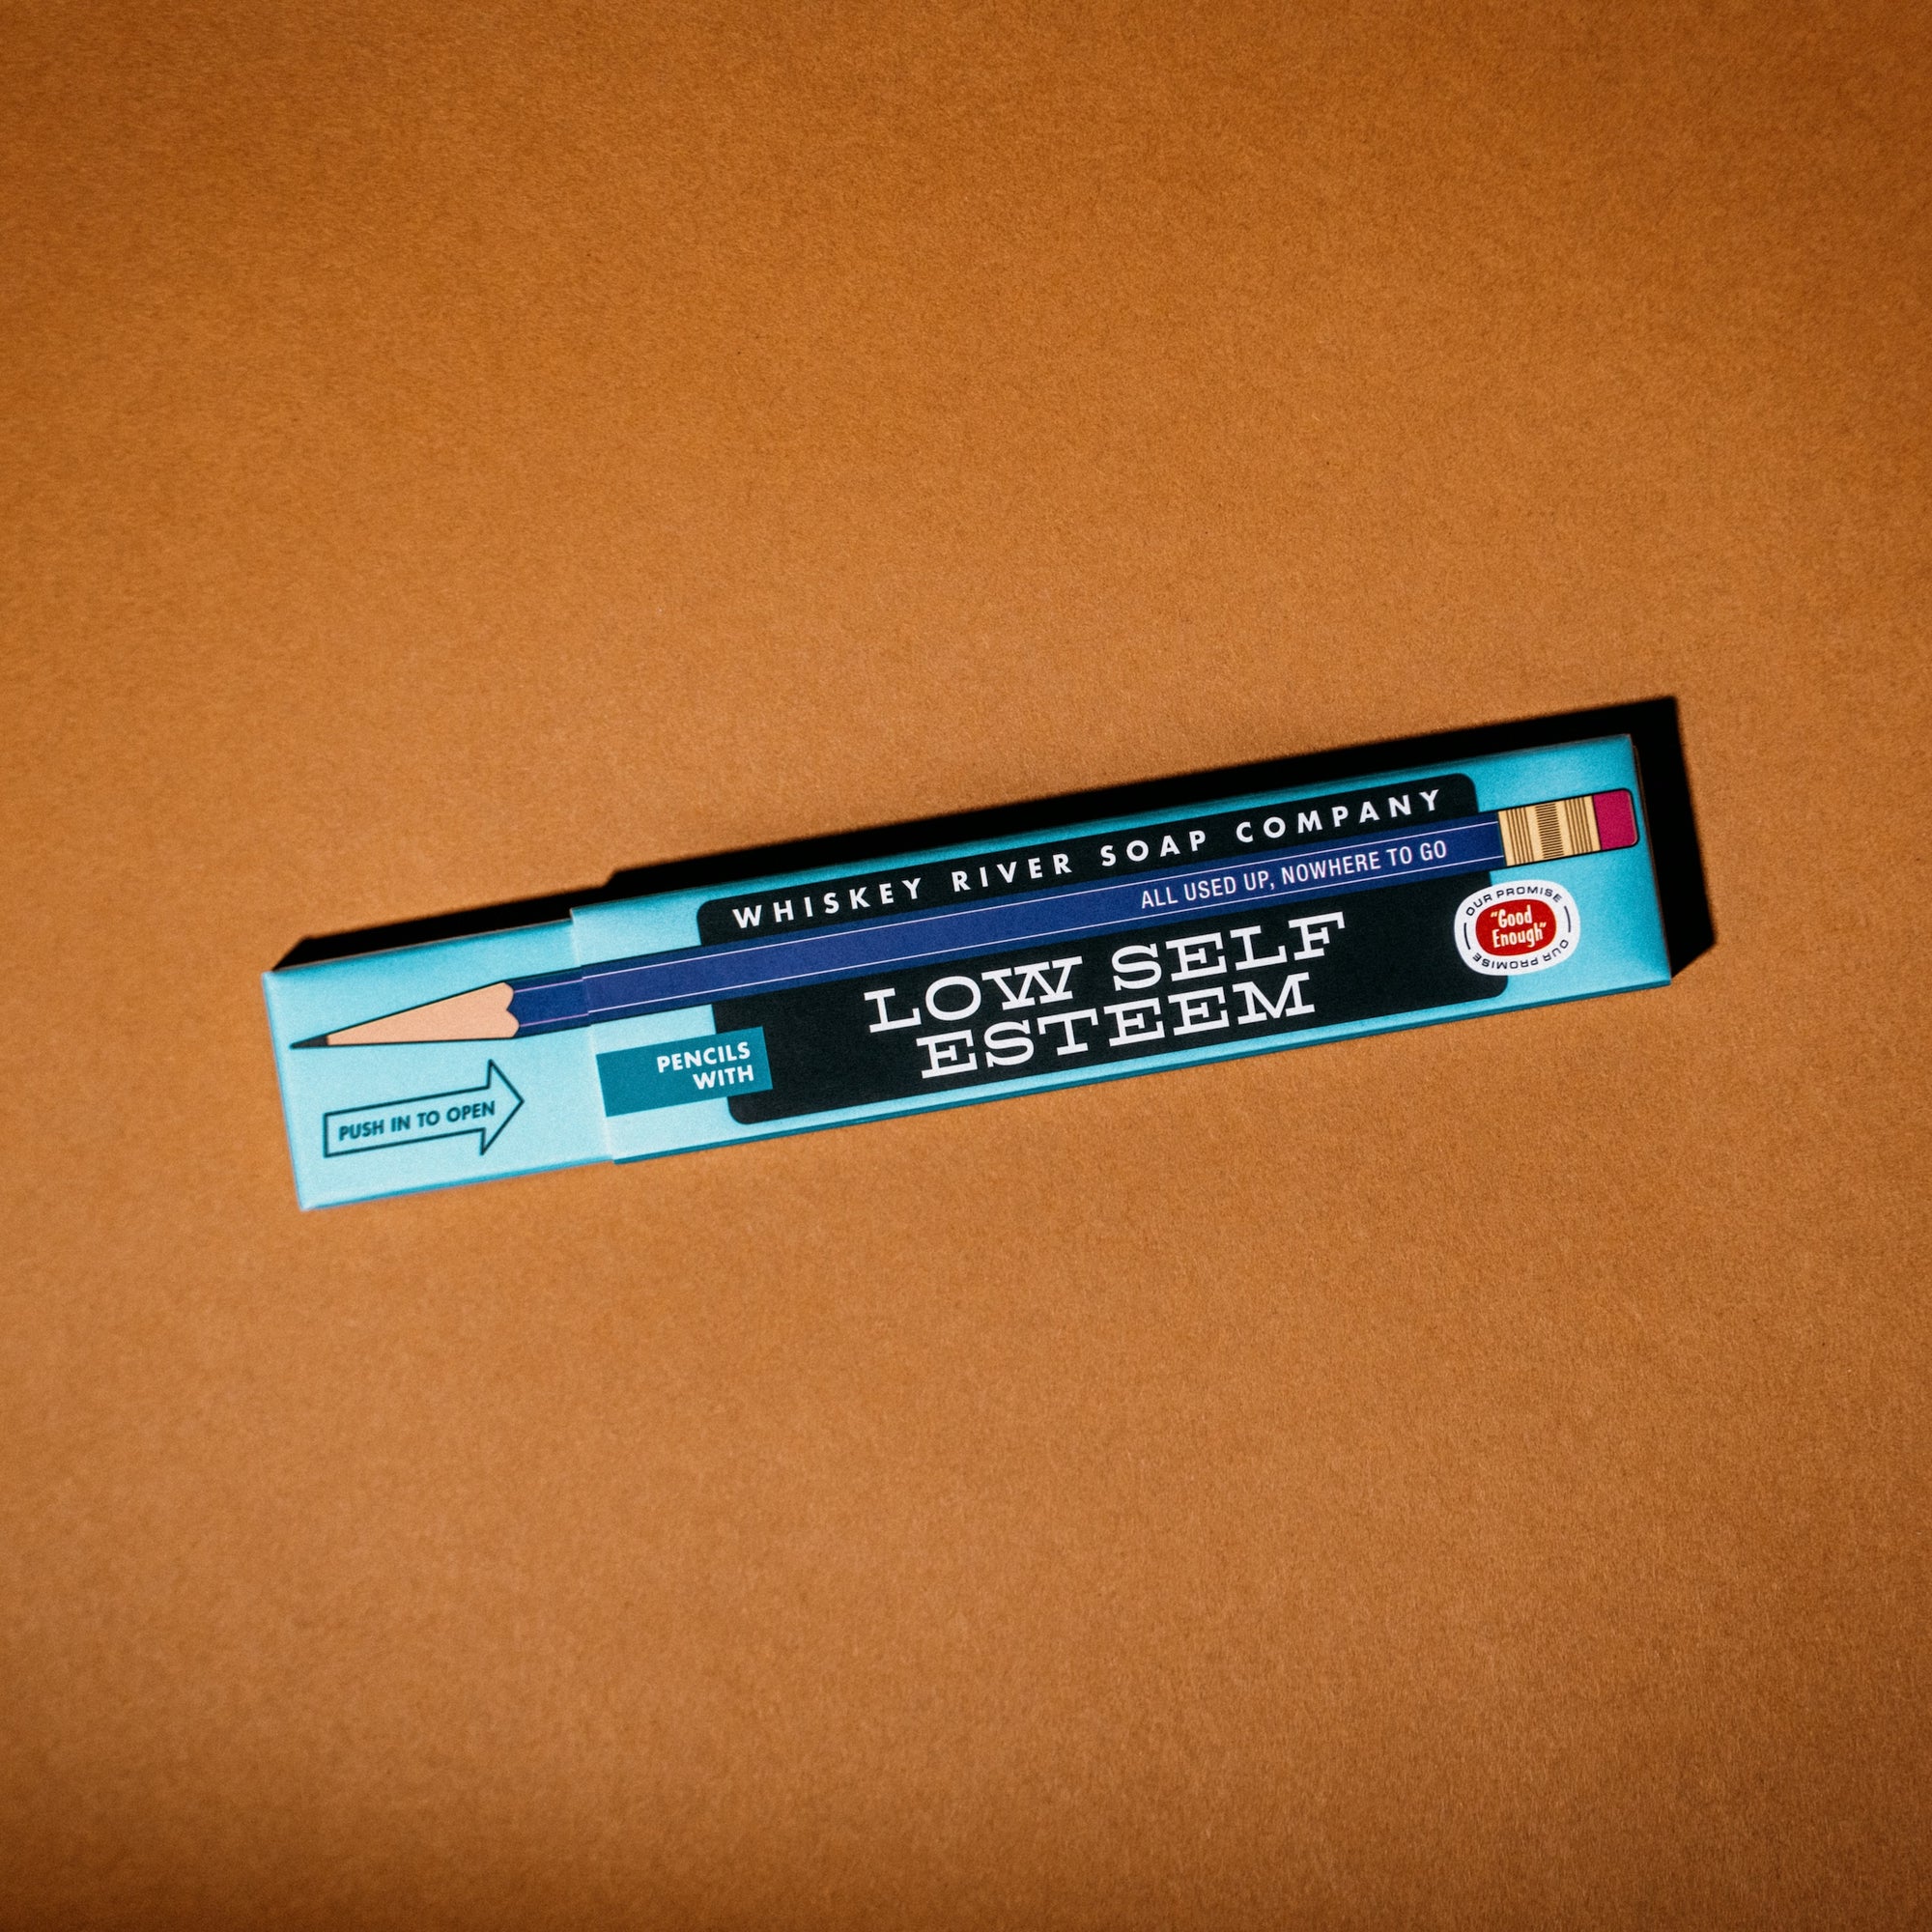 WHISKEY RIVER SOAP COMPANY
ALL USED UP, NOWHERE TO GO
PENCILS
WITH
LOW SELF
ESTEEM
OUR PROMISE
"Good
Enough"
OUR PROMISE
PUSH IN TO OPEN